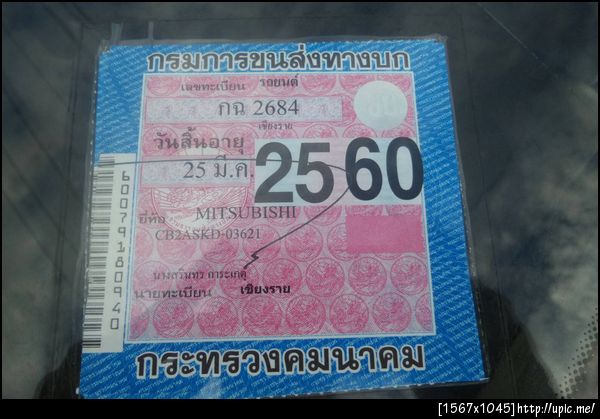 กรมการขนส่งทางบก
เลขทะเบียน รถยนต์
กฉ 2684
เชียงราย
วันสิ้นอายุ
25 มี.ค. 2560
ยี่ห้อ MITSUBISHI
CB2ASKD-03621
นายทะเบียน เชียงราย
กระทรวงคมนาคม
60079180940
[1567x1045]http://upic.me/